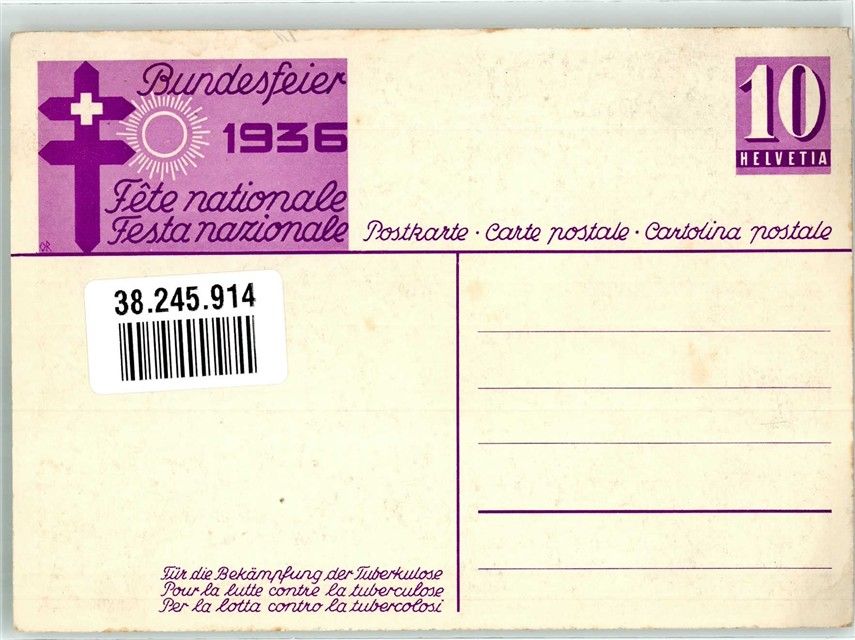 Bundesfeier
1936
Fête nationale
Festa nazionale
10
HELVETIA
Postkarte · Carte postale · Cartolina postale
38.245.914
Für die Bekämpfung der Tuberkulose
Pour la lutte contre la tuberculose
Per la lotta contro la tubercolosi